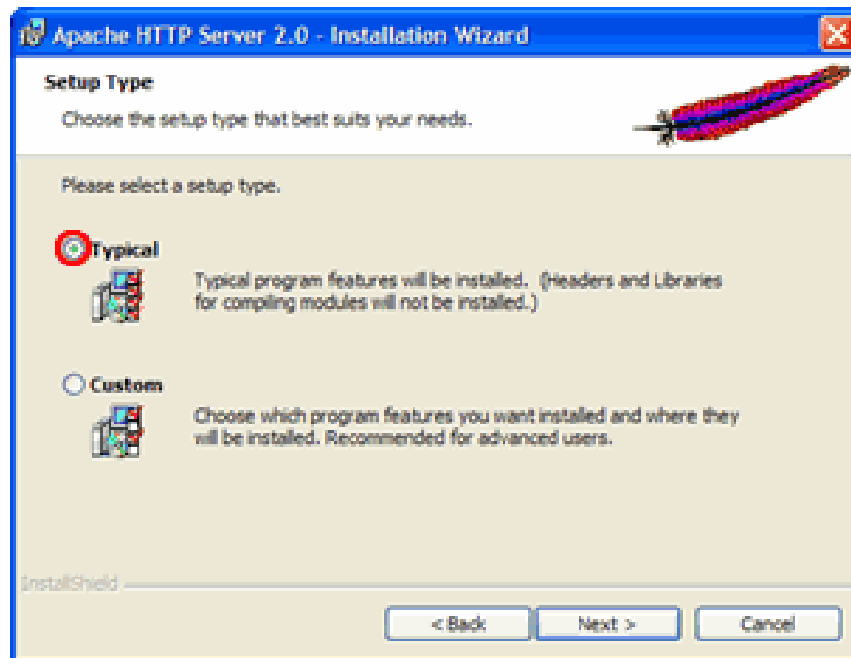 Apache HTTP Server 2.0 - Installation Wizard
Setup Type
Choose the setup type that best suits your needs.
Please select a setup type.
Typical
Typical program features will be installed. (Headers and Libraries
for compiling modules will not be installed.)
Custom
Choose which program features you want installed and where they
will be installed. Recommended for advanced users.
InstallShield
< Back
Next >
Cancel